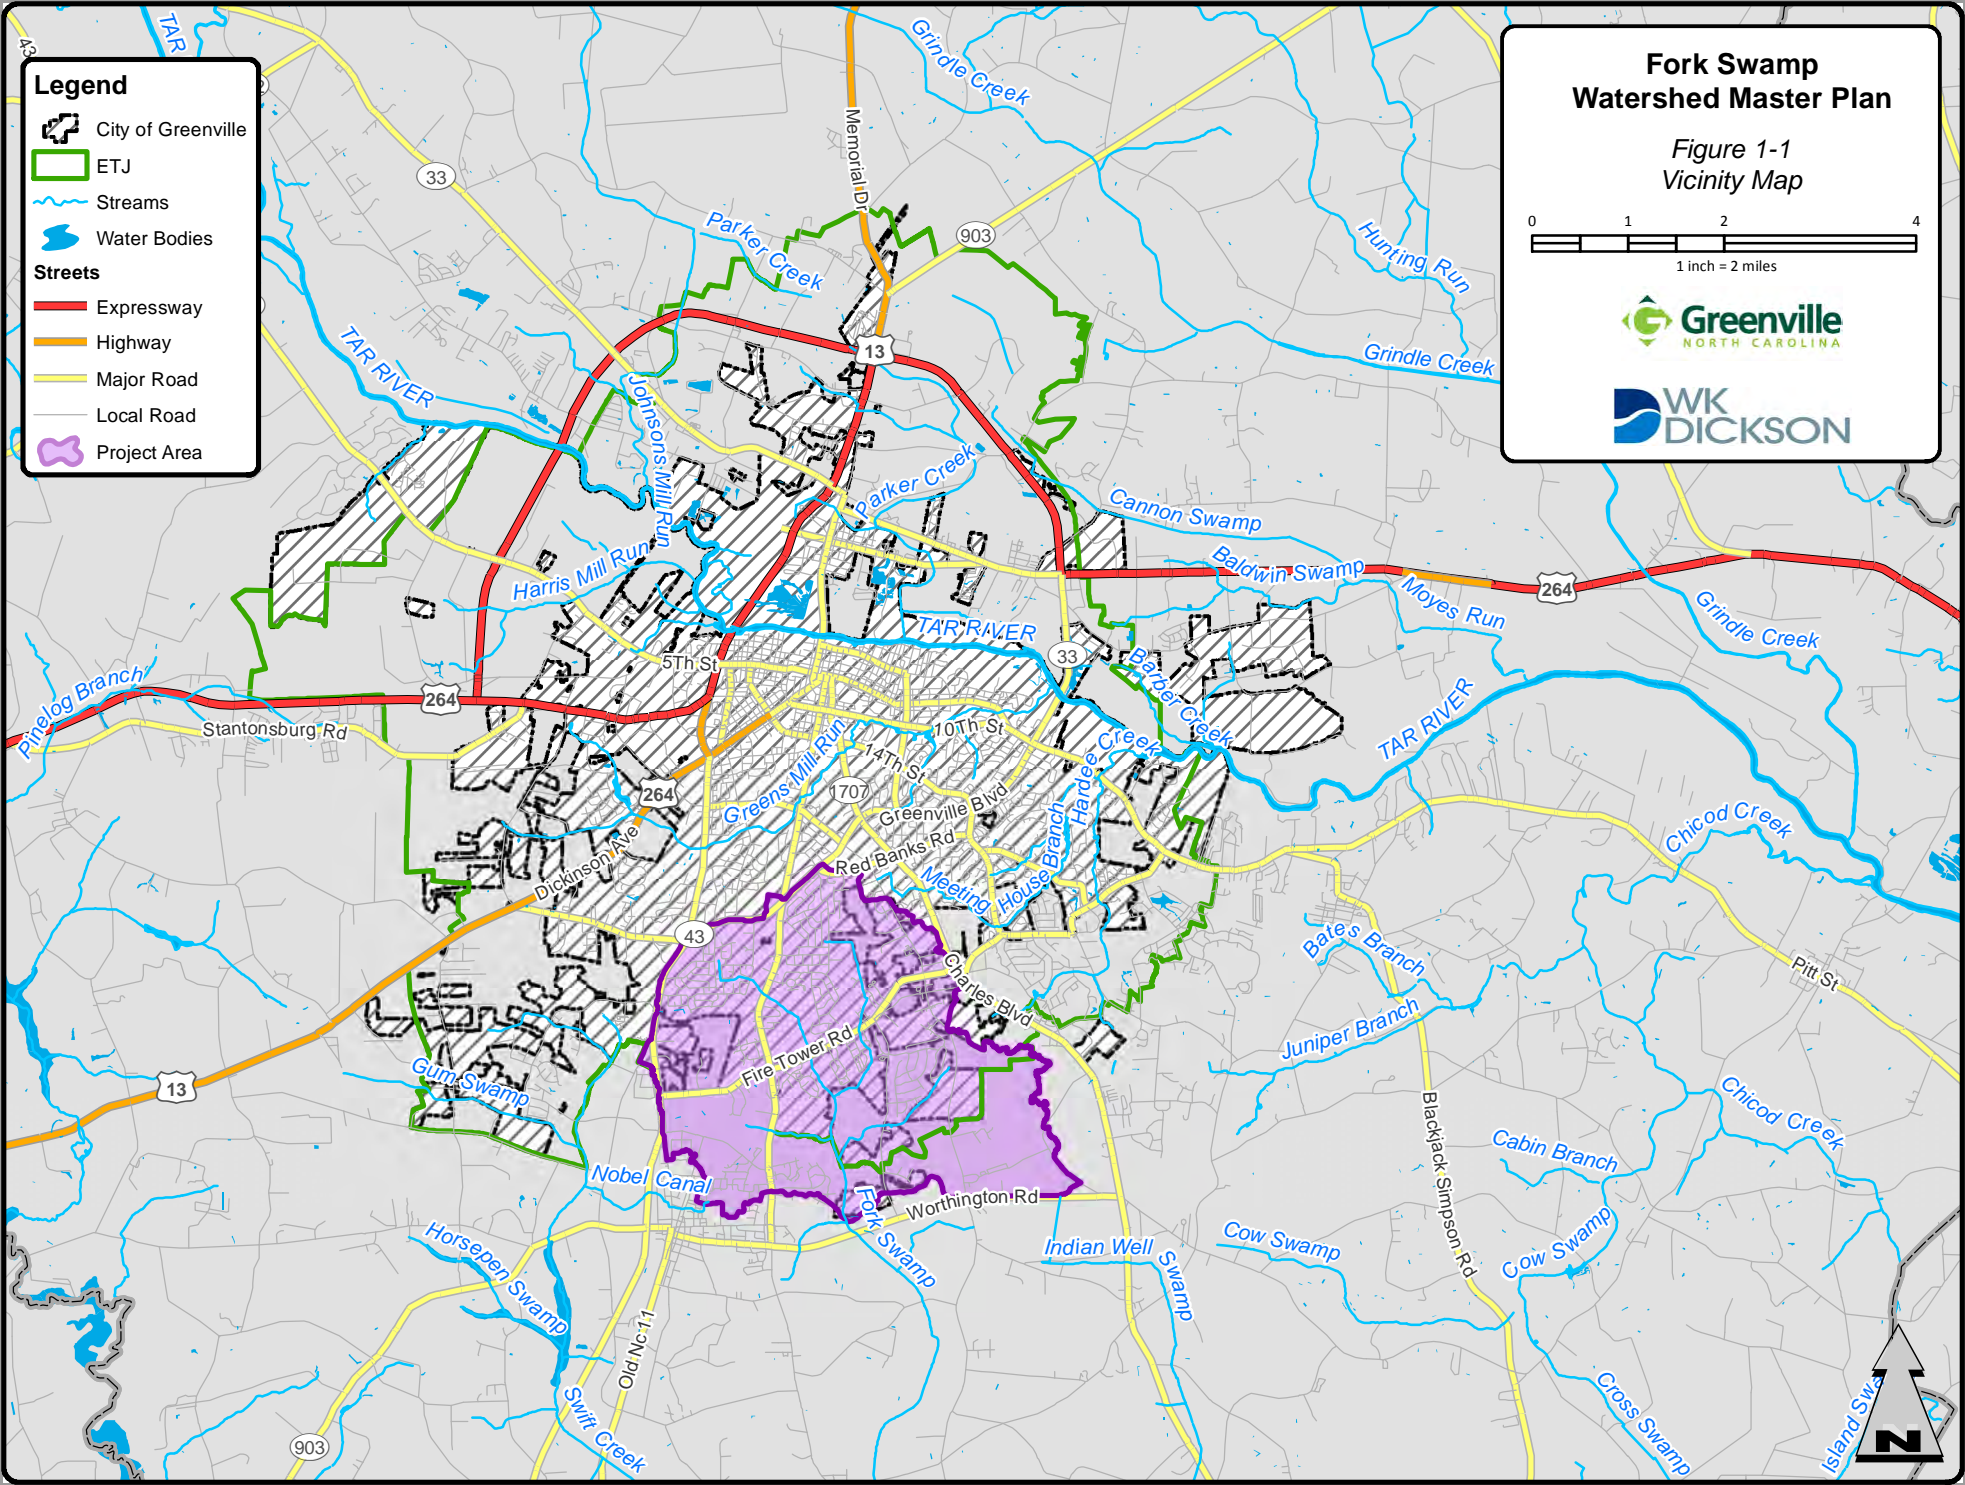 Fork Swamp
Watershed Master Plan
Figure 1-1
Vicinity Map
0 1 2 4
1 inch = 2 miles
Greenville
NORTH CAROLINA
WK
DICKSON
Legend
City of Greenville
ETJ
Streams
Water Bodies
Streets
Expressway
Highway
Major Road
Local Road
Project Area
43
TAR
Grindle Creek
Memorial Dr
33
Parker Creek
903
Hunting Run
TAR RIVER
13
Grindle Creek
Johnsons Mill Run
Parker Creek
Cannon Swamp
Harris Mill Run
Baldwin Swamp
264
Moyes Run
Grindle Creek
TAR RIVER
33
5Th St
Barber Creek
Pinelog Branch
264
Stantonsburg Rd
TAR RIVER
10Th St
14Th St
Greens Mill Run
Hardee Creek
264
1707
Greenville Blvd
Chicod Creek
Red Banks Rd
Dickinson Ave
Meeting House Branch
43
Bates Branch
Charles Blvd
Pitt St
Juniper Branch
Fire Tower Rd
Gum Swamp
13
Blackjack Simpson Rd
Chicod Creek
Cabin Branch
Nobel Canal
Worthington Rd
Fork Swamp
Horsepen Swamp
Indian Well Swamp
Cow Swamp
Cow Swamp
Old Nc 11
Swift Creek
Cross Swamp
Island Swa
903
N